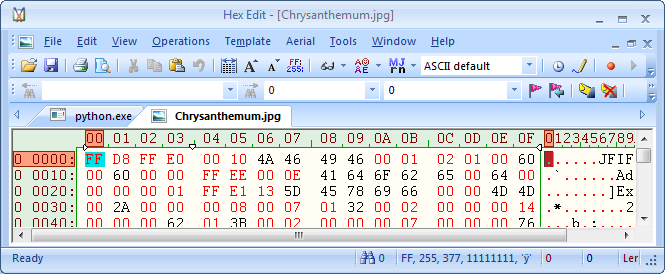 Hex Edit - [Chrysanthemum.jpg]
File Edit View Operations Template Aerial Tools Window Help
FF, 255; ASCII default
0 0
python.exe Chrysanthemum.jpg
00 01 02 03 04 05 06 07 08 09 0A 0B 0C 0D 0E 0F 0123456789
0 0000: FF D8 FF E0 00 10 4A 46 49 46 00 01 02 01 00 60 ......JFIF
0 0010: 00 60 00 00 FF EE 00 0E 41 64 6F 62 65 00 64 00 .`......Ad
0 0020: 00 00 00 00 FF E1 13 5D 45 78 69 66 00 00 4D 4D .......]Ex
0 0030: 00 2A 00 00 00 08 00 07 01 32 00 02 00 00 00 14 .*.......2
0 0040: 00 00 00 62 01 3B 00 02 00 00 00 07 00 00 00 76 ...b.;....
Ready 0 FF, 255, 377, 11111111, 'ÿ' 0 0 Ler